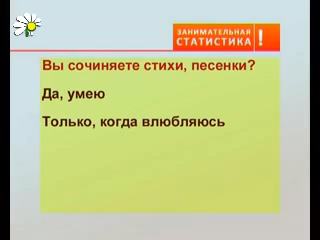 ЗАНИМАТЕЛЬНАЯ
СТАТИСТИКА !
Вы сочиняете стихи, песенки?
Да, умею
Только, когда влюбляюсь